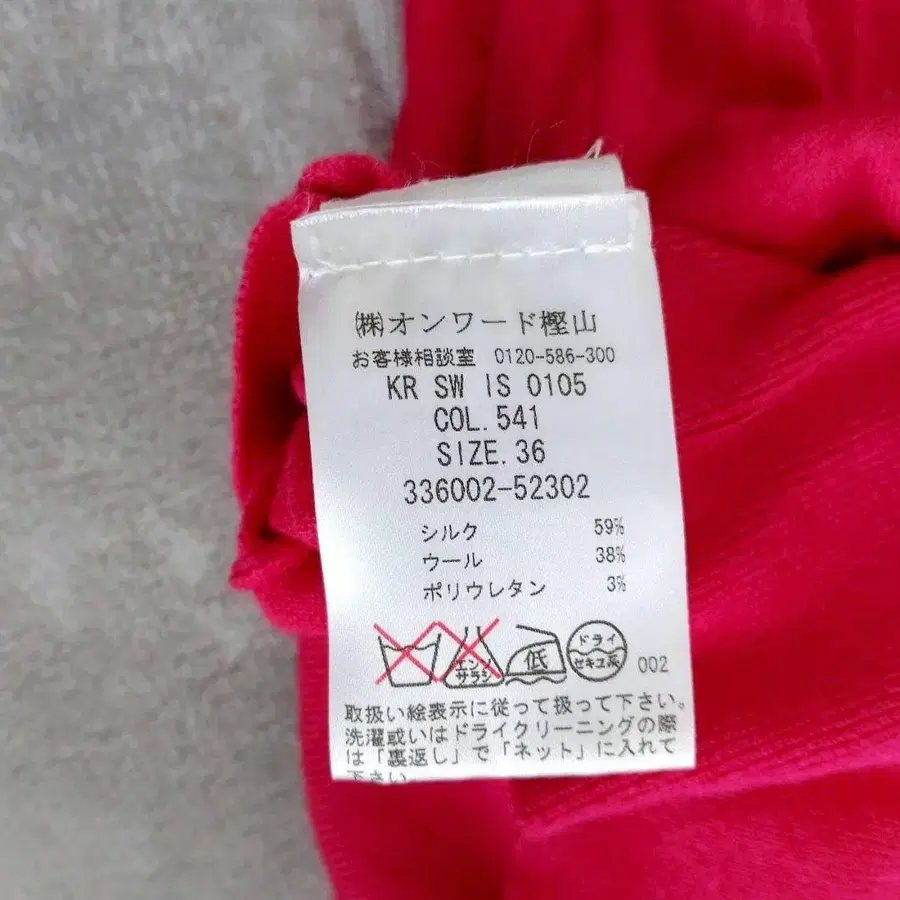 ㈱オンワード樫山
お客様相談室 0120-586-300
KR SW IS 0105
COL.541
SIZE.36
336002-52302
シルク 59%
ウール 38%
ポリウレタン 3%
エンソサラシ 低 ドライ セキユ系 002
取扱い絵表示に従って扱って下さい。
洗濯或いはドライクリーニングの際
は「裏返し」で「ネット」に入れて
下さい。